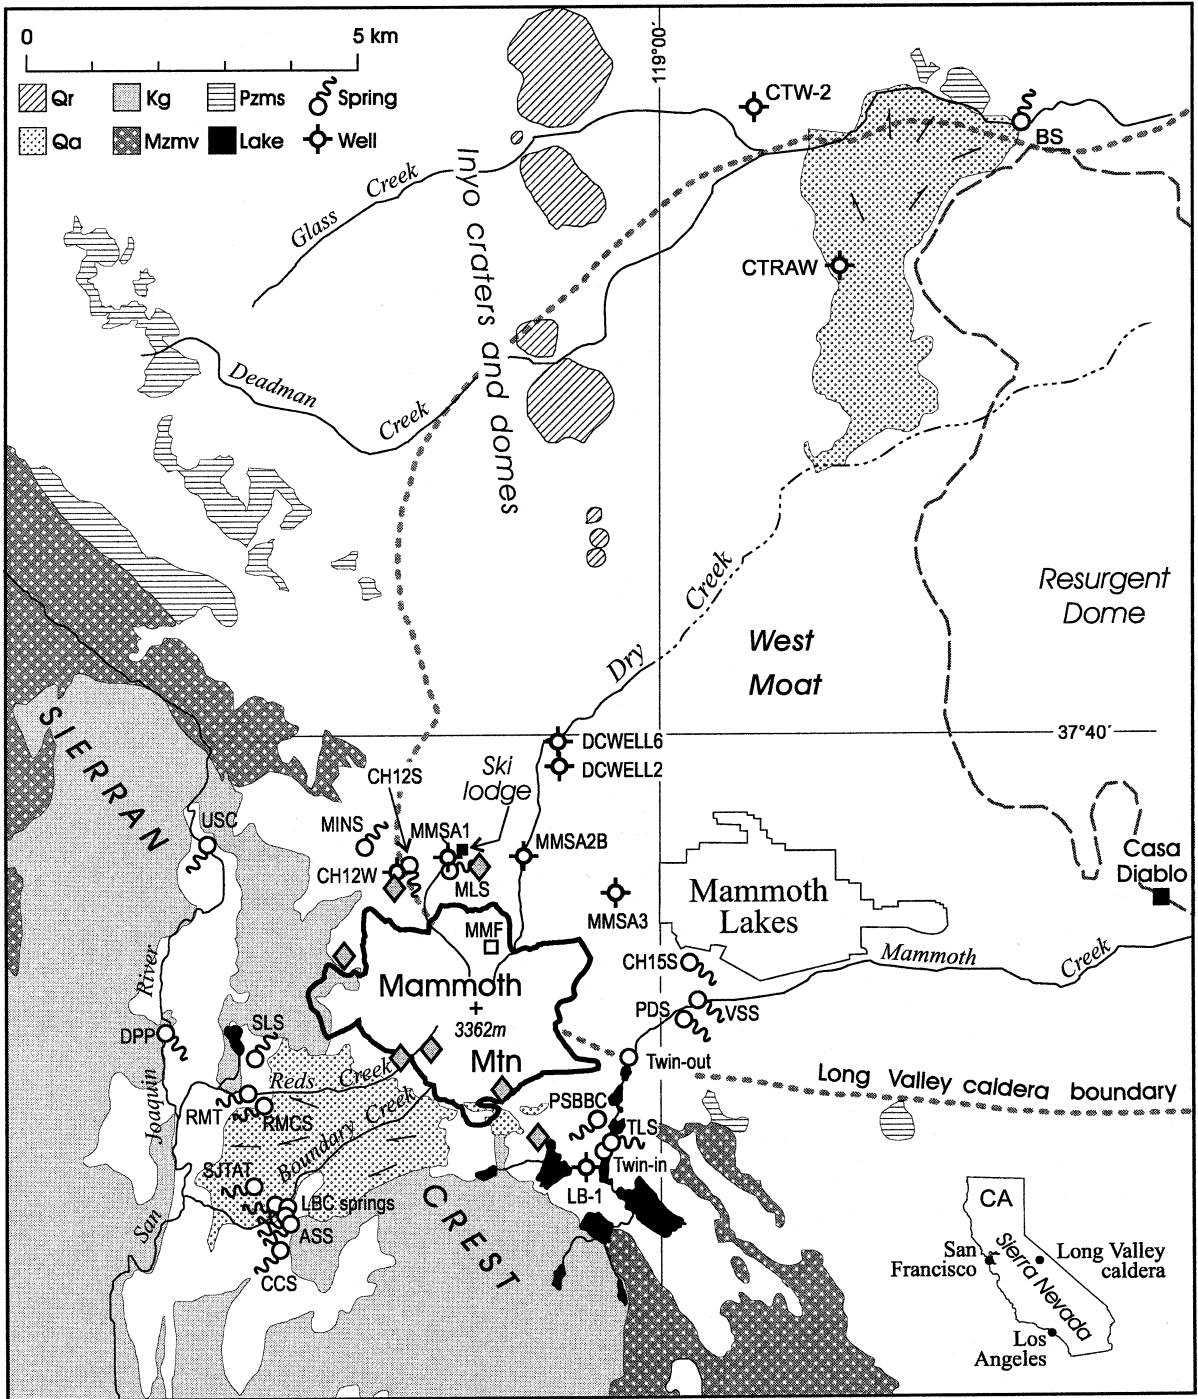 0 5 km
Qr Kg Pzms Spring
Qa Mzmv Lake Well
119°00´
CTW-2
BS
Glass Creek
Inyo craters and domes
CTRAW
Deadman Creek
Dry Creek
Resurgent
Dome
West
Moat
37°40´
SIERRAN
DCWELL6
DCWELL2
Ski
lodge
CH12S
USC
MINS
MMSA1
MMSA2B
CH12W
MLS
Casa
Diablo
Mammoth
Lakes
MMSA3
MMF
Mammoth Creek
CH15S
River
Mammoth
+
3362m
Mtn
PDS
VSS
DPP
SLS
Twin-out
Long Valley caldera boundary
Reds Creek
Joaquin
RMT
RMCS
PSBBC
TLS
Boundary Creek
Twin-in
SJTAT
LB-1
LBC springs
San
ASS
CREST
CCS
CA
San
Francisco
Sierra Nevada
Long Valley
caldera
Los
Angeles